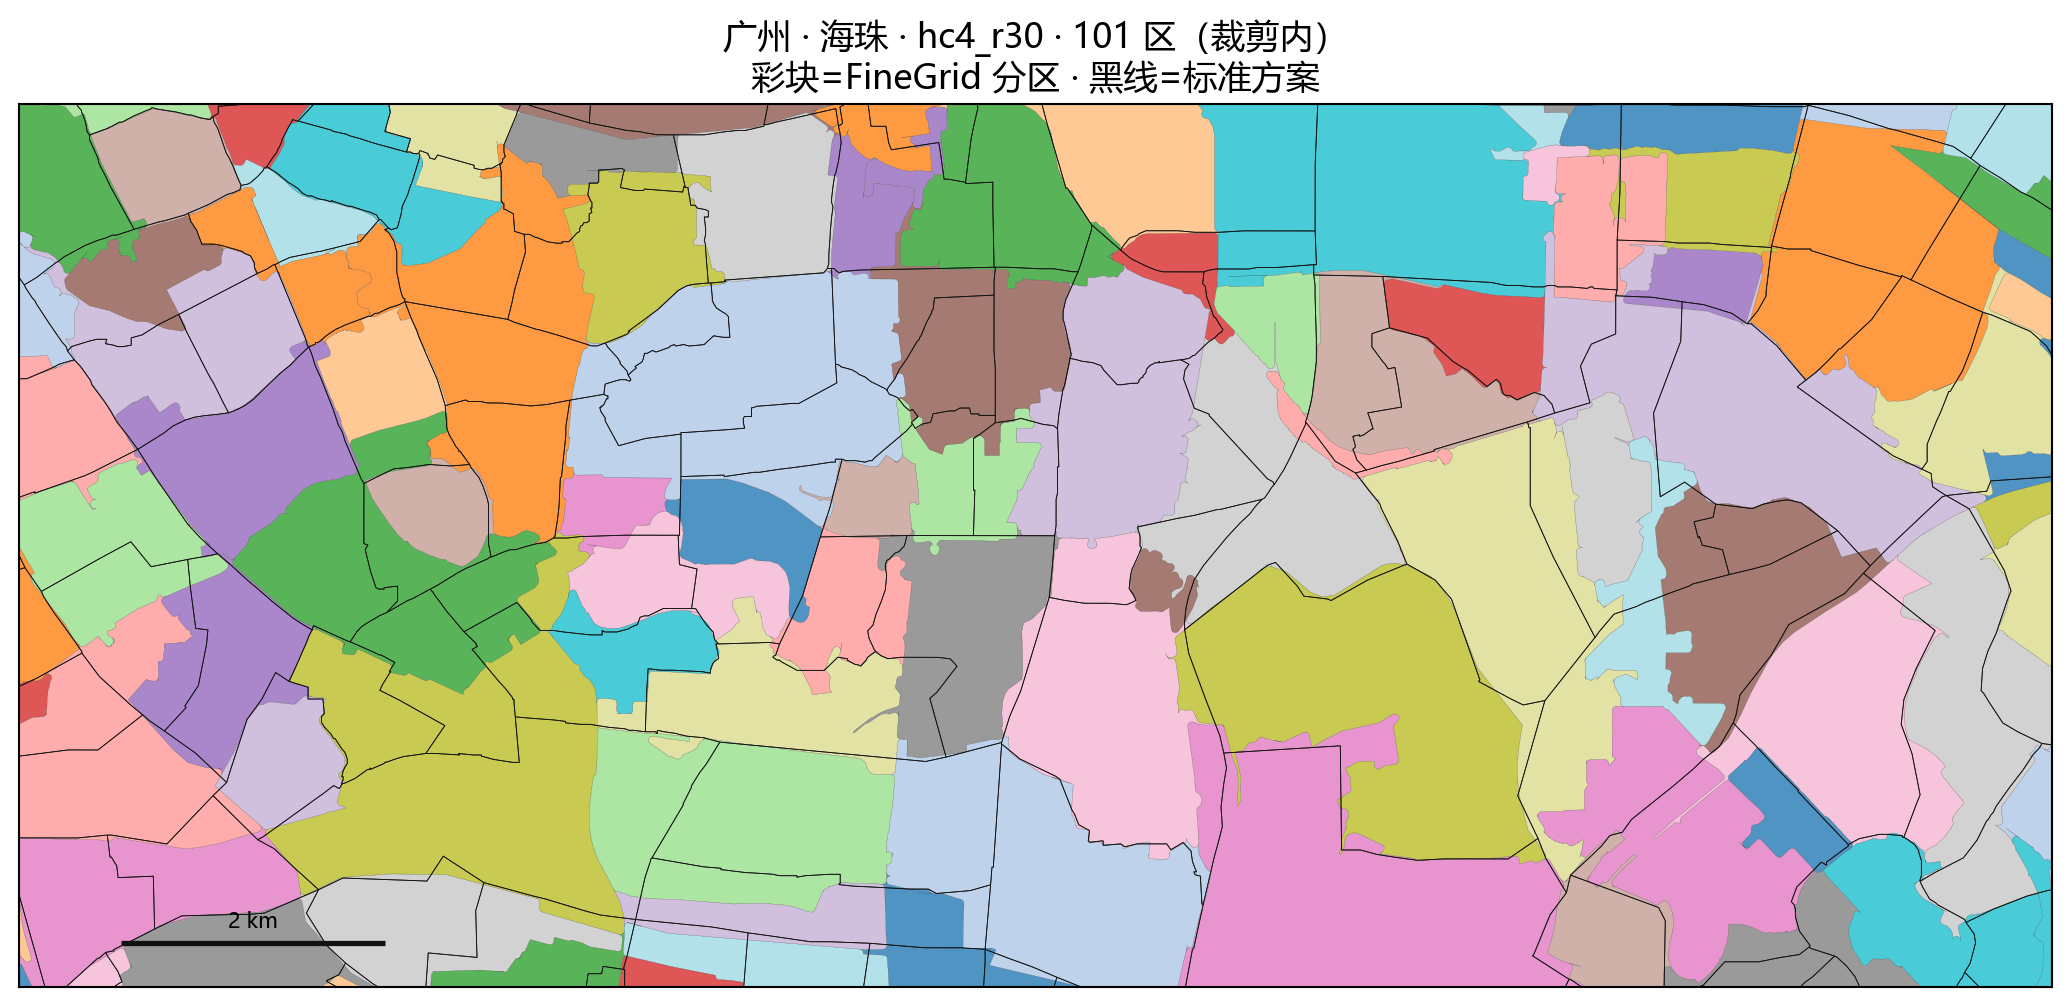 广州 · 海珠 · hc4_r30 · 101 区（裁剪内）
彩块=FineGrid 分区 · 黑线=标准方案
2 km